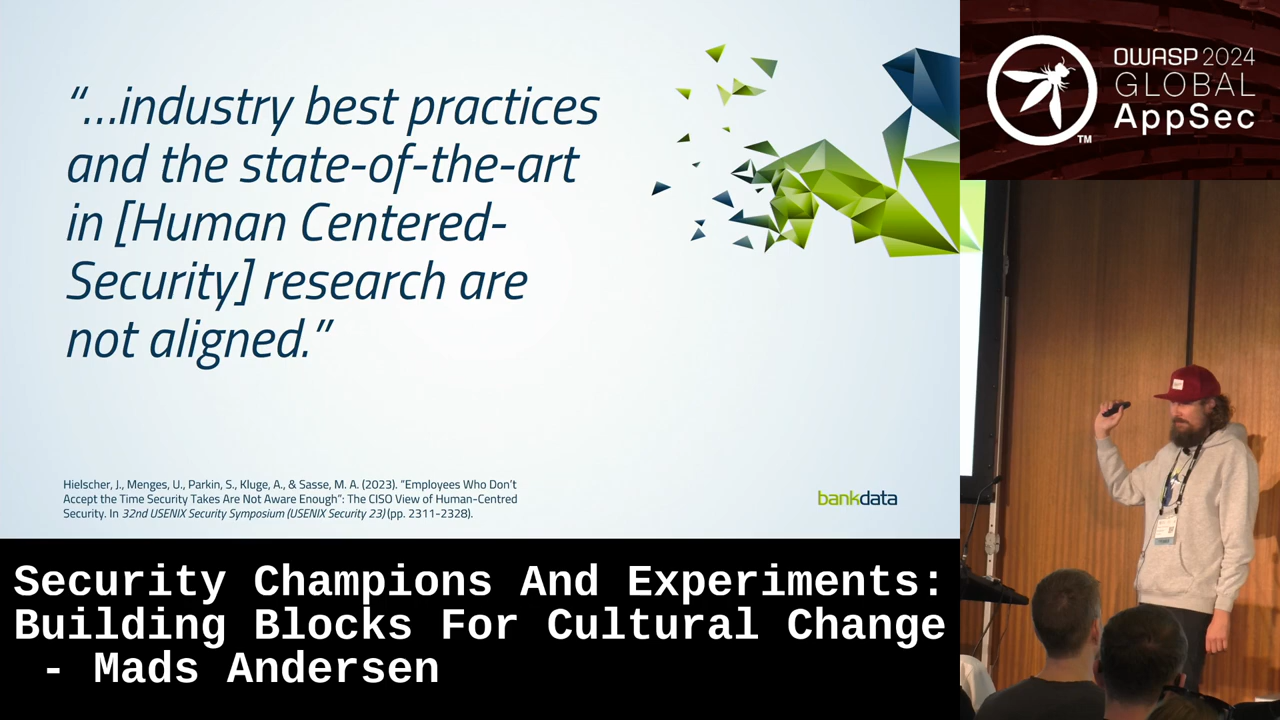 “...industry best practices
and the state-of-the-art
in [Human Centered-
Security] research are
not aligned.”
Hielscher, J., Menges, U., Parkin, S., Kluge, A., & Sasse, M. A. (2023). “Employees Who Don’t
Accept the Time Security Takes Are Not Aware Enough”: The CISO View of Human-Centred
Security. In 32nd USENIX Security Symposium (USENIX Security 23) (pp. 2311-2328).
bankdata
OWASP 2024
GLOBAL
AppSec
TM
Security Champions And Experiments:
Building Blocks For Cultural Change
- Mads Andersen